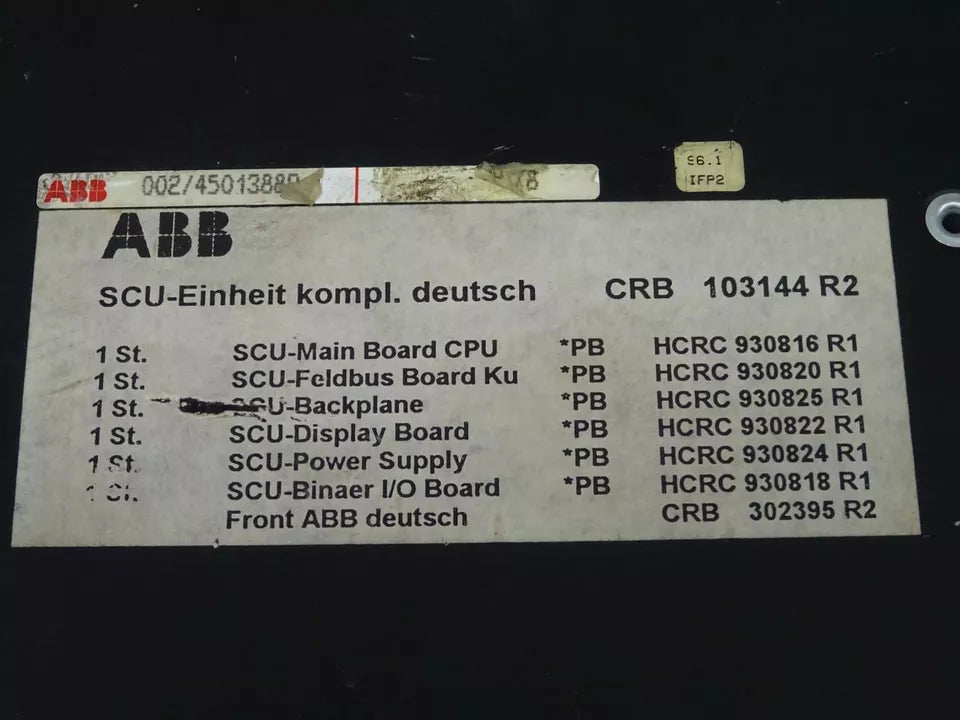 S6.1
IFP2
ABB 002/4501388
ABB
SCU-Einheit kompl. deutsch CRB 103144 R2
1 St. SCU-Main Board CPU *PB HCRC 930816 R1
1 St. SCU-Feldbus Board Ku *PB HCRC 930820 R1
1 St. SCU-Backplane *PB HCRC 930825 R1
1 St. SCU-Display Board *PB HCRC 930822 R1
1 St. SCU-Power Supply *PB HCRC 930824 R1
1 St. SCU-Binaer I/O Board *PB HCRC 930818 R1
Front ABB deutsch CRB 302395 R2